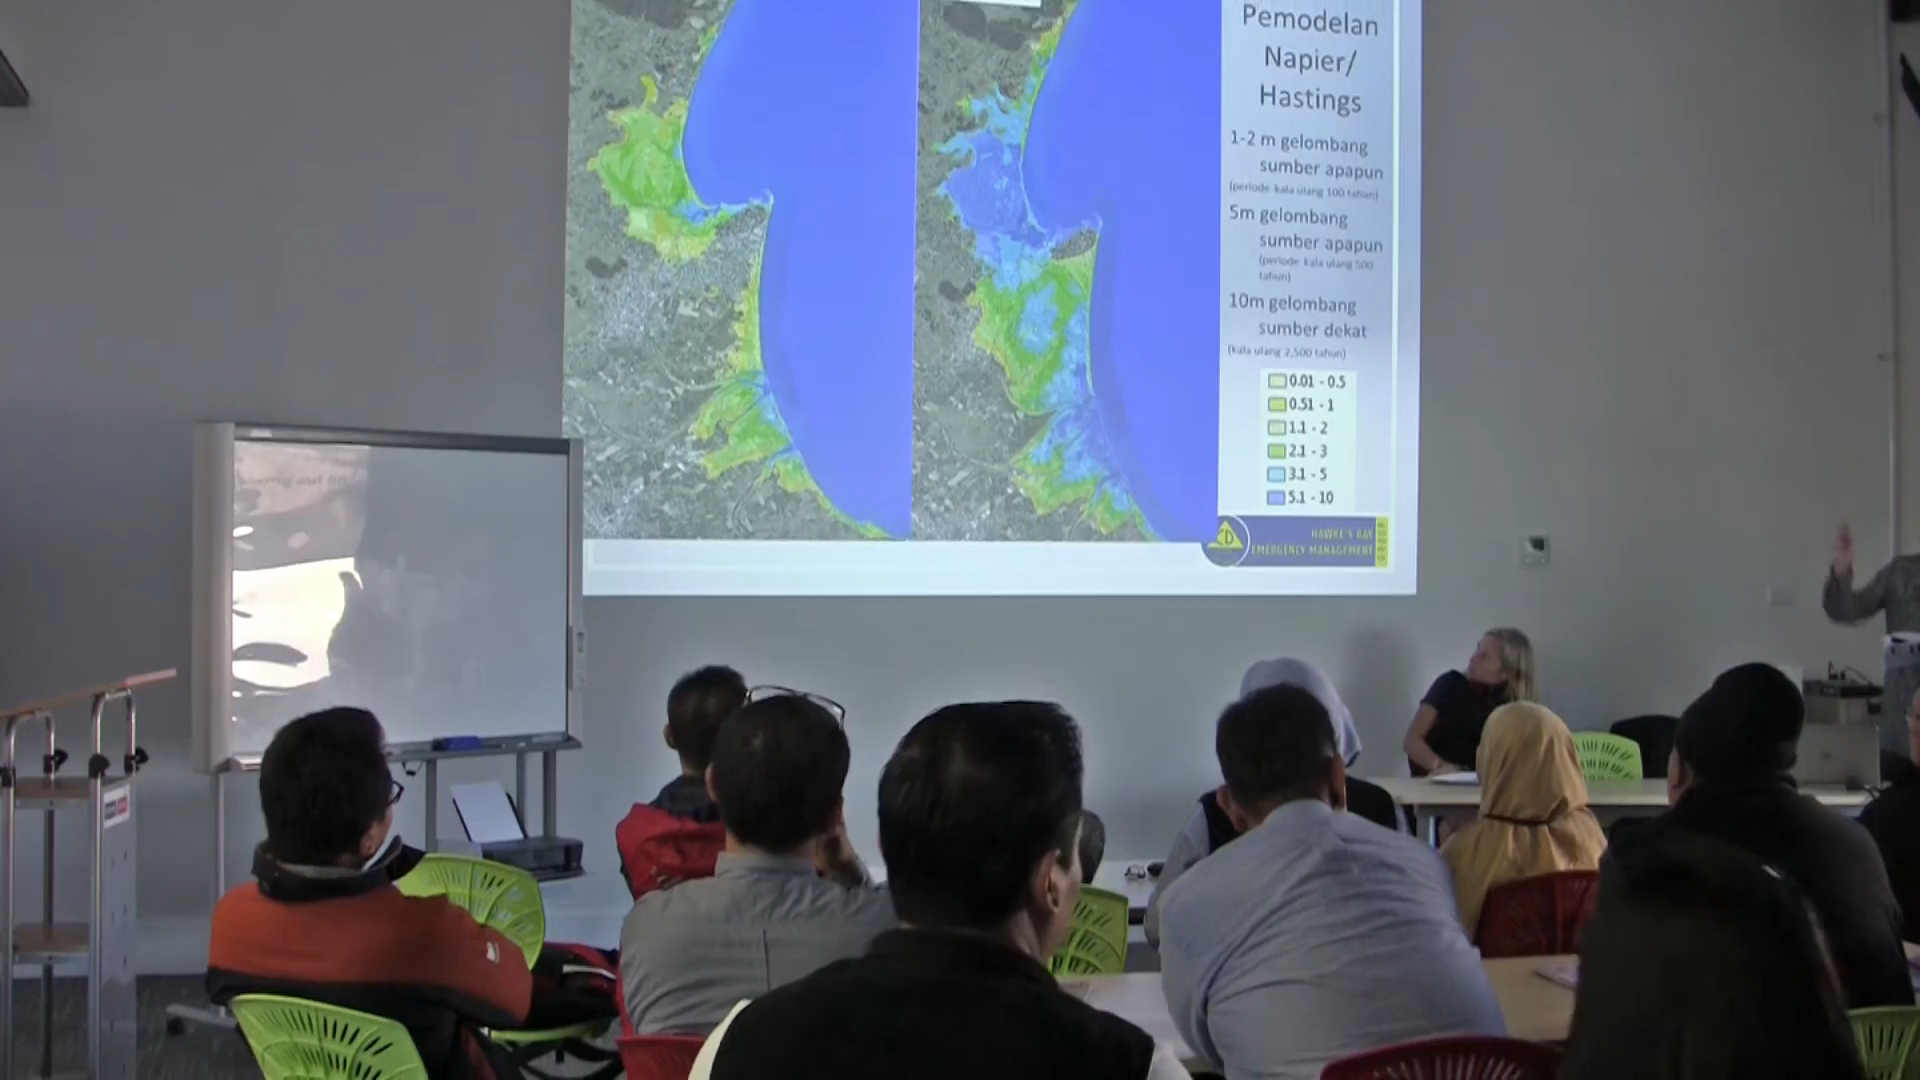 Pemodelan
Napier/
Hastings
1-2 m gelombang
sumber apapun
(periode kala ulang 100 tahun)
5m gelombang
sumber apapun
(periode kala ulang 500
tahun)
10m gelombang
sumber dekat
(kala ulang 2,500 tahun)
0.01 - 0.5
0.51 - 1
1.1 - 2
2.1 - 3
3.1 - 5
5.1 - 10
CD
HAWKE'S BAY
EMERGENCY MANAGEMENT
GROUP